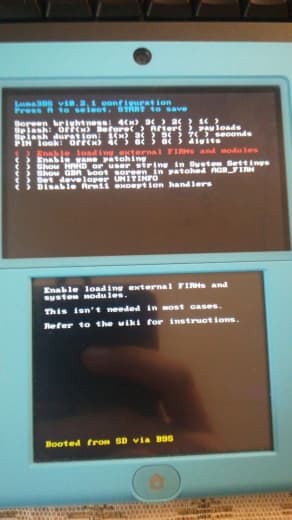 Luma3DS v10.2.1 configuration
Press A to select, START to save
Screen brightness: 4(x) 3( ) 2( ) 1( )
Splash: Off(x) Before( ) After( ) payloads
Splash duration: 1( ) 3(x) 5( ) 7( ) seconds
PIN lock: Off(x) 4( ) 6( ) 8( ) digits
( ) Enable loading external FIRMs and modules
( ) Enable game patching
( ) Show NAND or user string in System Settings
( ) Show GBA boot screen in patched AGB_FIRM
( ) Set developer UNITINFO
( ) Disable Arm11 exception handlers
Enable loading external FIRMs and
system modules.
This isn't needed in most cases.
Refer to the wiki for instructions.
Booted from SD via B9S